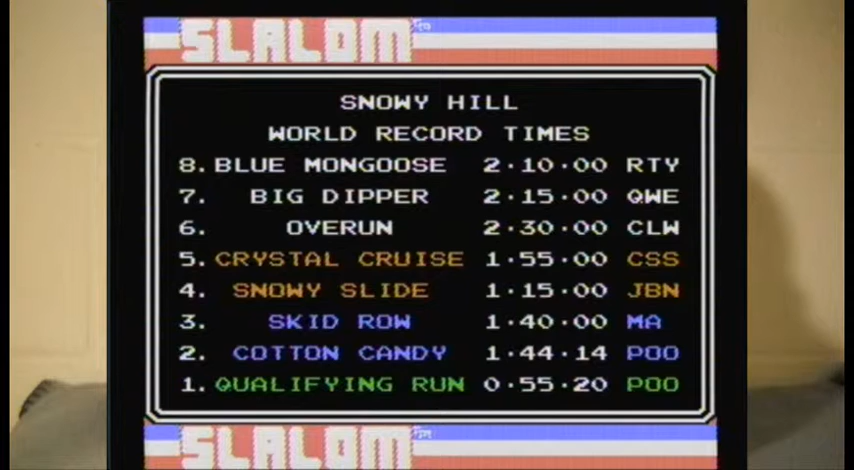 SLALOM
SNOWY HILL
WORLD RECORD TIMES
8. BLUE MONGOOSE 2·10·00 RTY
7. BIG DIPPER 2·15·00 QWE
6. OVERUN 2·30·00 CLW
5. CRYSTAL CRUISE 1·55·00 CSS
4. SNOWY SLIDE 1·15·00 JBN
3. SKID ROW 1·40·00 MA
2. COTTON CANDY 1·44·14 POO
1. QUALIFYING RUN 0·55·20 POO
SLALOM